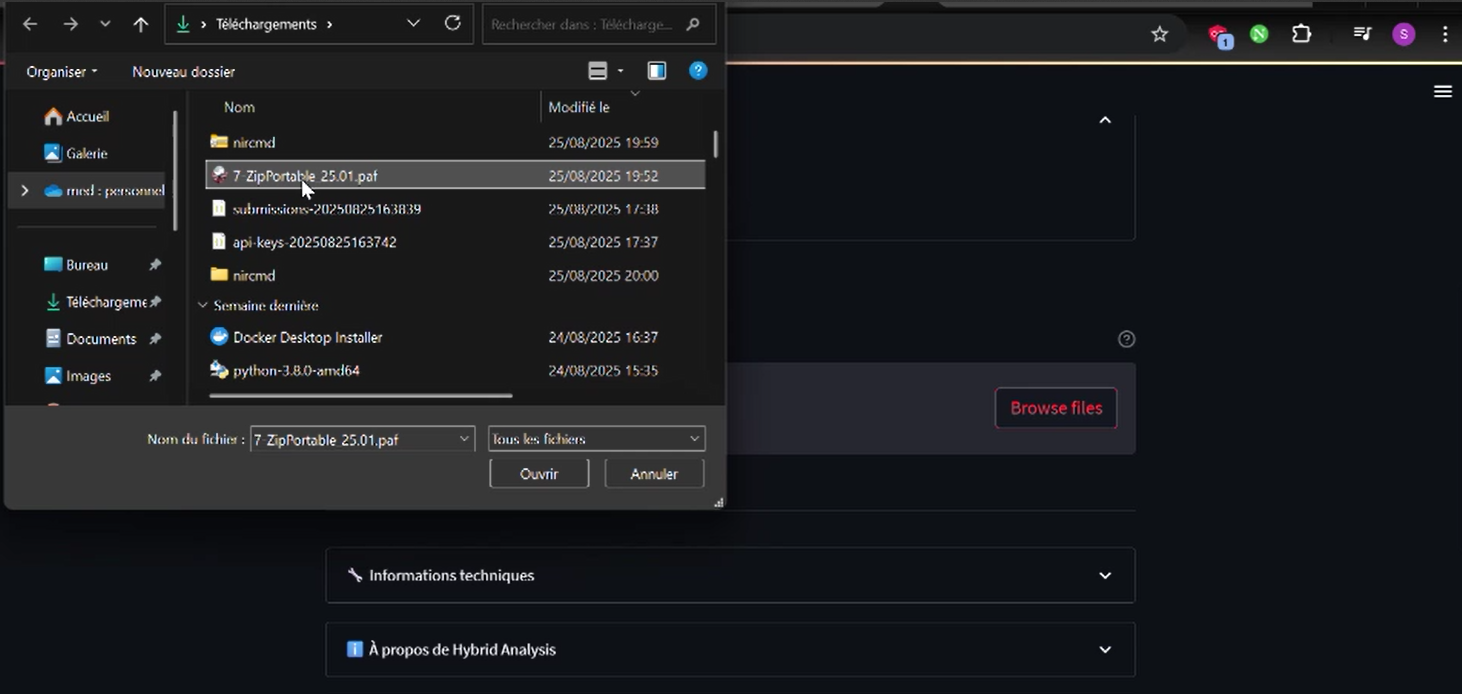 Téléchargements
Rechercher dans : Télécharge...
1
N
S
Organiser
Nouveau dossier
?
Accueil
Galerie
med : personnel
Bureau
Téléchargeme
Documents
Images
Nom
Modifié le
nircmd
25/08/2025 19:59
7-ZipPortable_25.01.paf
25/08/2025 19:52
submissions-20250825163839
25/08/2025 17:38
api-keys-20250825163742
25/08/2025 17:37
nircmd
25/08/2025 20:00
Semaine dernière
Docker Desktop Installer
24/08/2025 16:37
python-3.8.0-amd64
24/08/2025 15:35
Nom du fichier :
7-ZipPortable_25.01.paf
Tous les fichiers
Ouvrir
Annuler
?
Browse files
Informations techniques
i
À propos de Hybrid Analysis